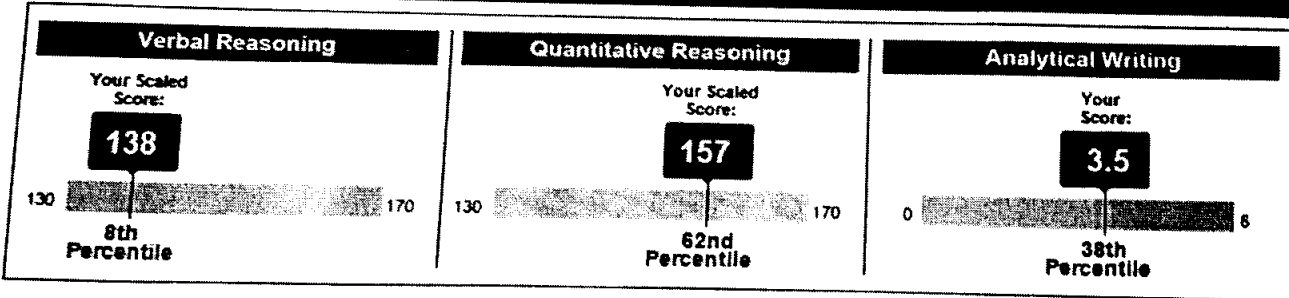 Verbal Reasoning
Your Scaled
Score:
138
130
170
8th
Percentile
Quantitative Reasoning
Your Scaled
Score:
157
130
170
62nd
Percentile
Analytical Writing
Your
Score:
3.5
0
6
38th
Percentile